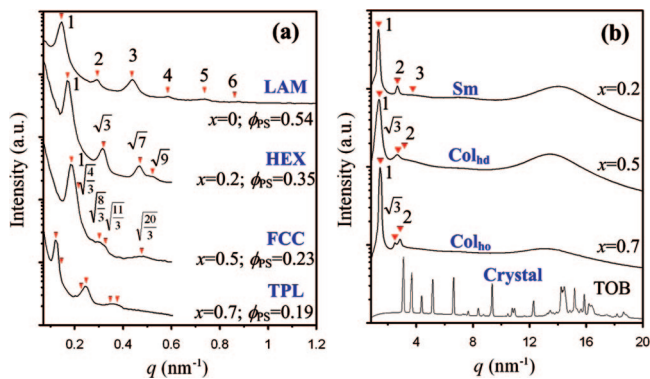 (a)
1
2
3
4
5
6
LAM
x=0; ϕPS=0.54
1
√3
√7
√9
HEX
x=0.2; ϕPS=0.35
1
√4/3
√8/3
√11/3
√20/3
FCC
x=0.5; ϕPS=0.23
TPL
x=0.7; ϕPS=0.19
Intensity (a.u.)
0.0 0.2 0.4 0.6 0.8 1.0 1.2
q (nm⁻¹)
(b)
1
2
3
Sm
x=0.2
1
√3
2
Colhd
x=0.5
1
√3
2
Colho
x=0.7
Crystal
TOB
Intensity (a.u.)
4 8 12 16 20
q (nm⁻¹)